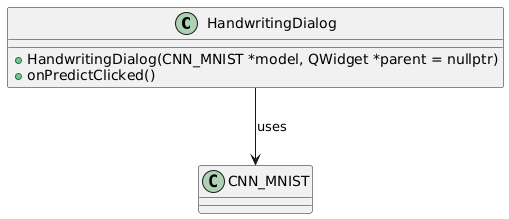 C HandwritingDialog
HandwritingDialog(CNN_MNIST *model, QWidget *parent = nullptr)
onPredictClicked()
uses
C CNN_MNIST